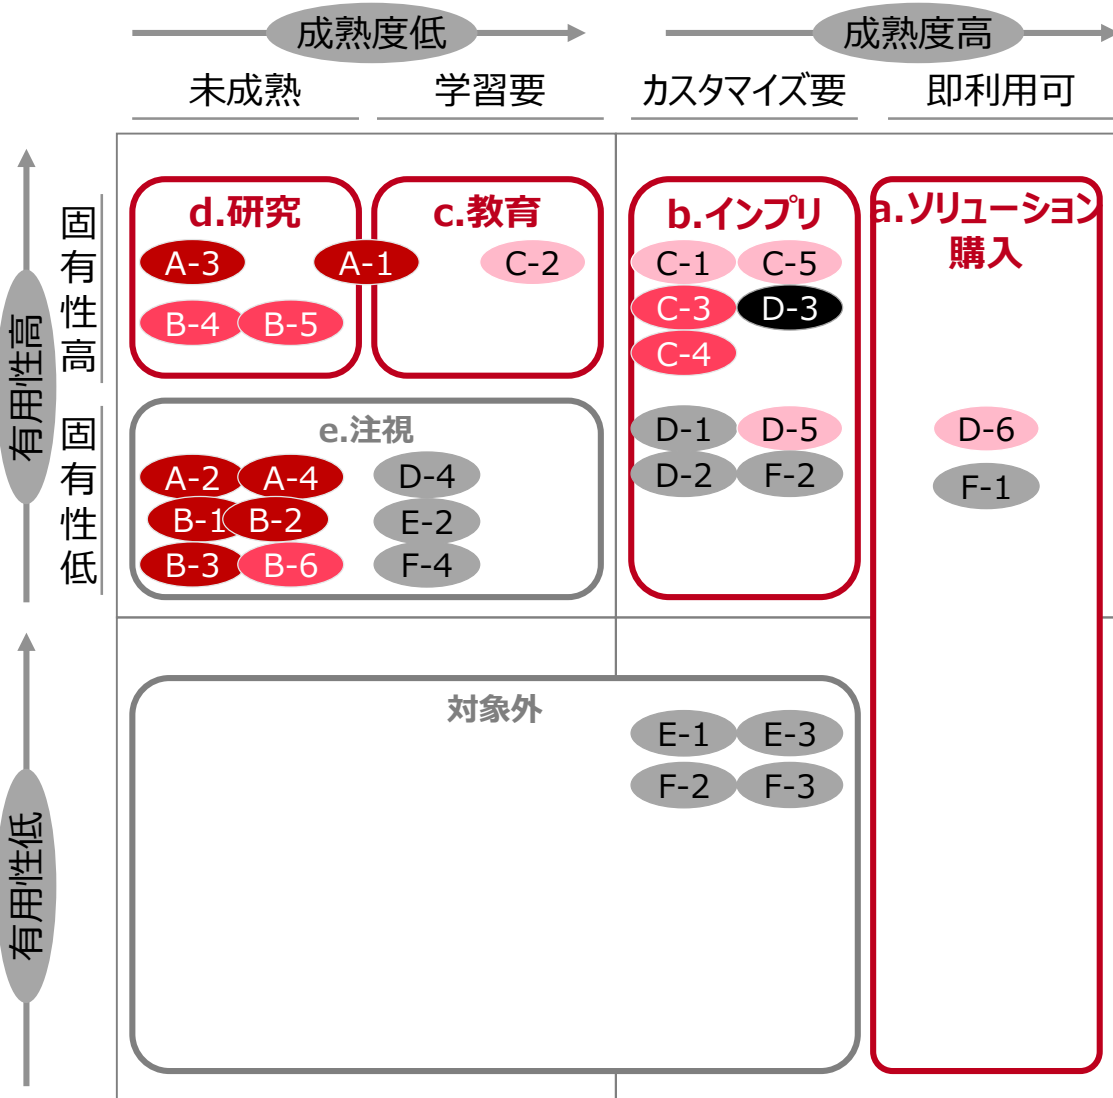 成熟度低
成熟度高
未成熟
学習要
カスタマイズ要
即利用可
有用性高
固有性高
固有性低
d.研究
c.教育
b.インプリ
a.ソリューション
購入
A-3
A-1
C-2
B-4
B-5
C-1
C-5
C-3
D-3
C-4
e.注視
A-2
A-4
D-4
B-1
B-2
E-2
B-3
B-6
F-4
D-1
D-5
D-2
F-2
D-6
F-1
有用性低
対象外
E-1
E-3
F-2
F-3